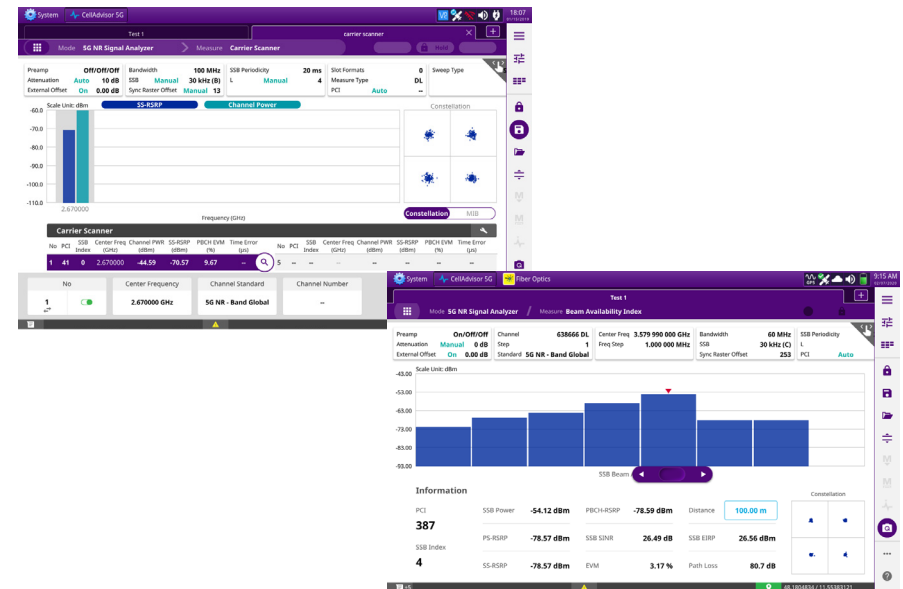 System CellAdvisor 5G 18:07
Test 1 carrier scanner
Mode 5G NR Signal Analyzer Measure Carrier Scanner Hold
Preamp Off/Off/Off Bandwidth 100 MHz SSB Periodicity 20 ms Slot Formats 0 Sweep Type
Attenuation Auto 10 dB SSB Manual 30 kHz (B) L Manual 4 Measure Type DL
External Offset On 0.00 dB Sync Raster Offset Manual 13 PCI Auto --
Scale Unit: dBm SS-RSRP Channel Power Constellation
-60.0
-70.0
-80.0
-90.0
-100.0
-110.0
2.670000
Frequency (GHz)
Constellation MIB
Carrier Scanner
No PCI SSB Index Center Freq (GHz) Channel PWR (dBm) SS-RSRP (dBm) PBCH EVM (%) Time Error (μs) No PCI SSB Index Center Freq (GHz) Channel PWR (dBm) SS-RSRP (dBm) PBCH EVM (%) Time Error (μs)
1 41 0 2.670000 -44.59 -70.57 9.67 -- 5 -- -- -- -- -- -- --
No Center Frequency Channel Standard Channel Number
1 2.670000 GHz 5G NR - Band Global --
System CellAdvisor 5G Fiber Optics GPS 9:15 AM
Test 1
Mode 5G NR Signal Analyzer Measure Beam Availability Index
Preamp On/Off/Off Channel 638666 DL Center Freq 3.579 990 000 GHz Bandwidth 60 MHz SSB Periodicity
Attenuation Manual 0 dB Step 1 Freq Step 1.000 000 MHz SSB 30 kHz (C) L
External Offset On 0.00 dB Standard 5G NR - Band Global Sync Raster Offset 253 PCI Auto
Scale Unit: dBm
-43.00
-53.00
-63.00
-73.00
-83.00
-93.00
SSB Beam
Information Constellation
PCI SSB Power -54.12 dBm PBCH-RSRP -78.59 dBm Distance 100.00 m
387
PS-RSRP -78.57 dBm SSB SINR 26.49 dB SSB EIRP 26.56 dBm
SSB Index
4 SS-RSRP -78.57 dBm EVM 3.17 % Path Loss 80.7 dB